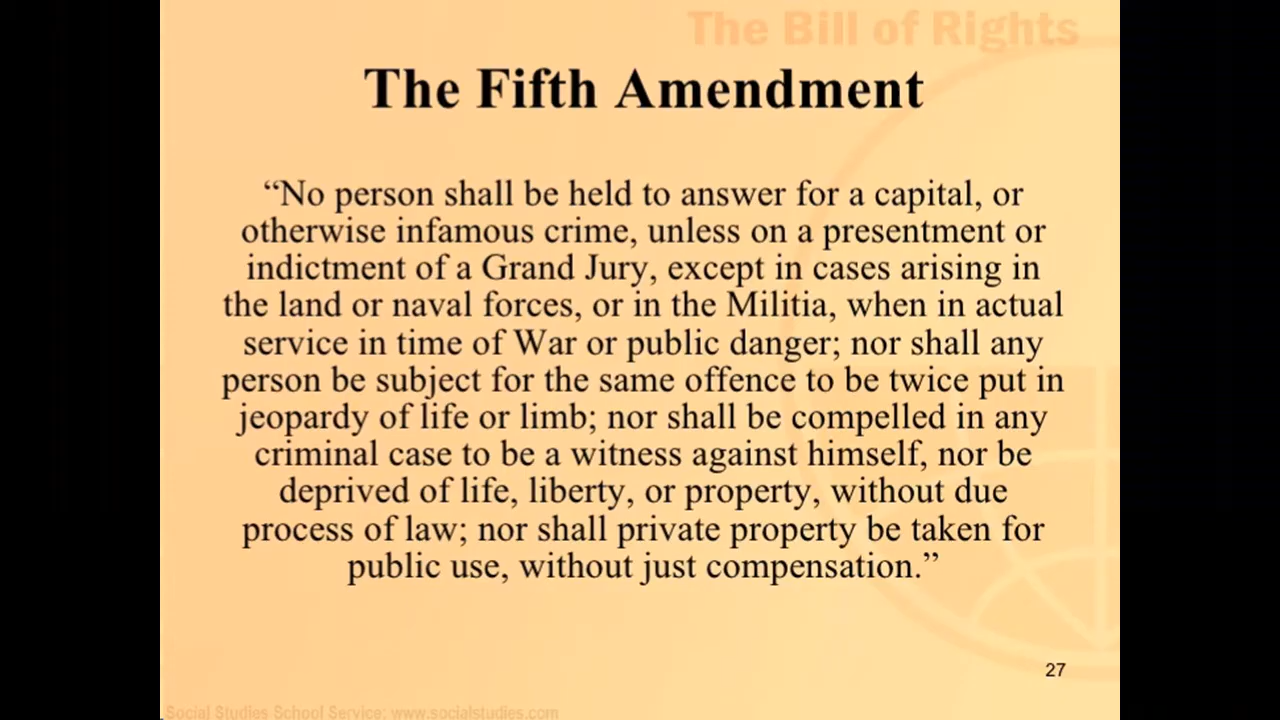 The Bill of Rights
The Fifth Amendment
“No person shall be held to answer for a capital, or
otherwise infamous crime, unless on a presentment or
indictment of a Grand Jury, except in cases arising in
the land or naval forces, or in the Militia, when in actual
service in time of War or public danger; nor shall any
person be subject for the same offence to be twice put in
jeopardy of life or limb; nor shall be compelled in any
criminal case to be a witness against himself, nor be
deprived of life, liberty, or property, without due
process of law; nor shall private property be taken for
public use, without just compensation.”
27
Social Studies School Service: www.socialstudies.com